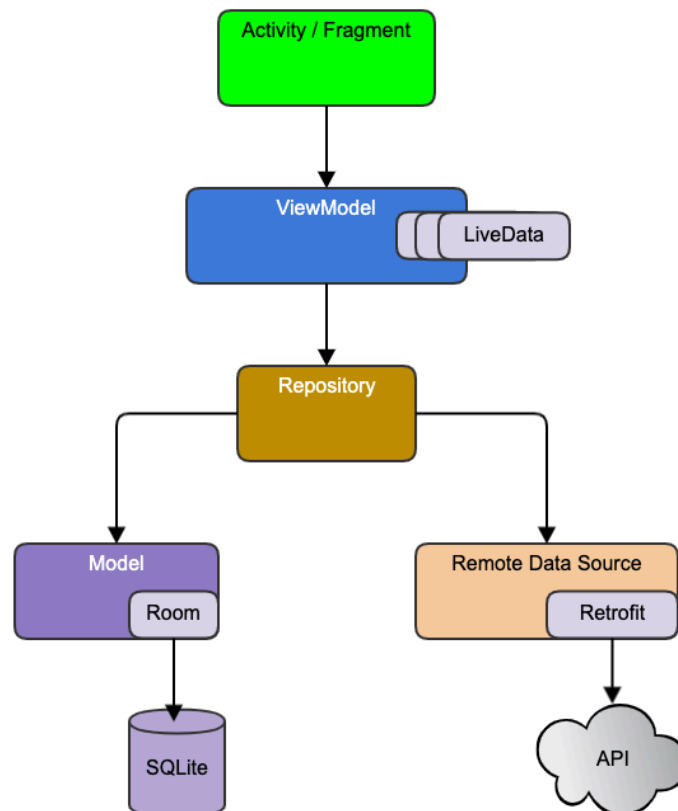 Activity / Fragment
ViewModel
LiveData
Repository
Model
Remote Data Source
Room
Retrofit
SQLite
API